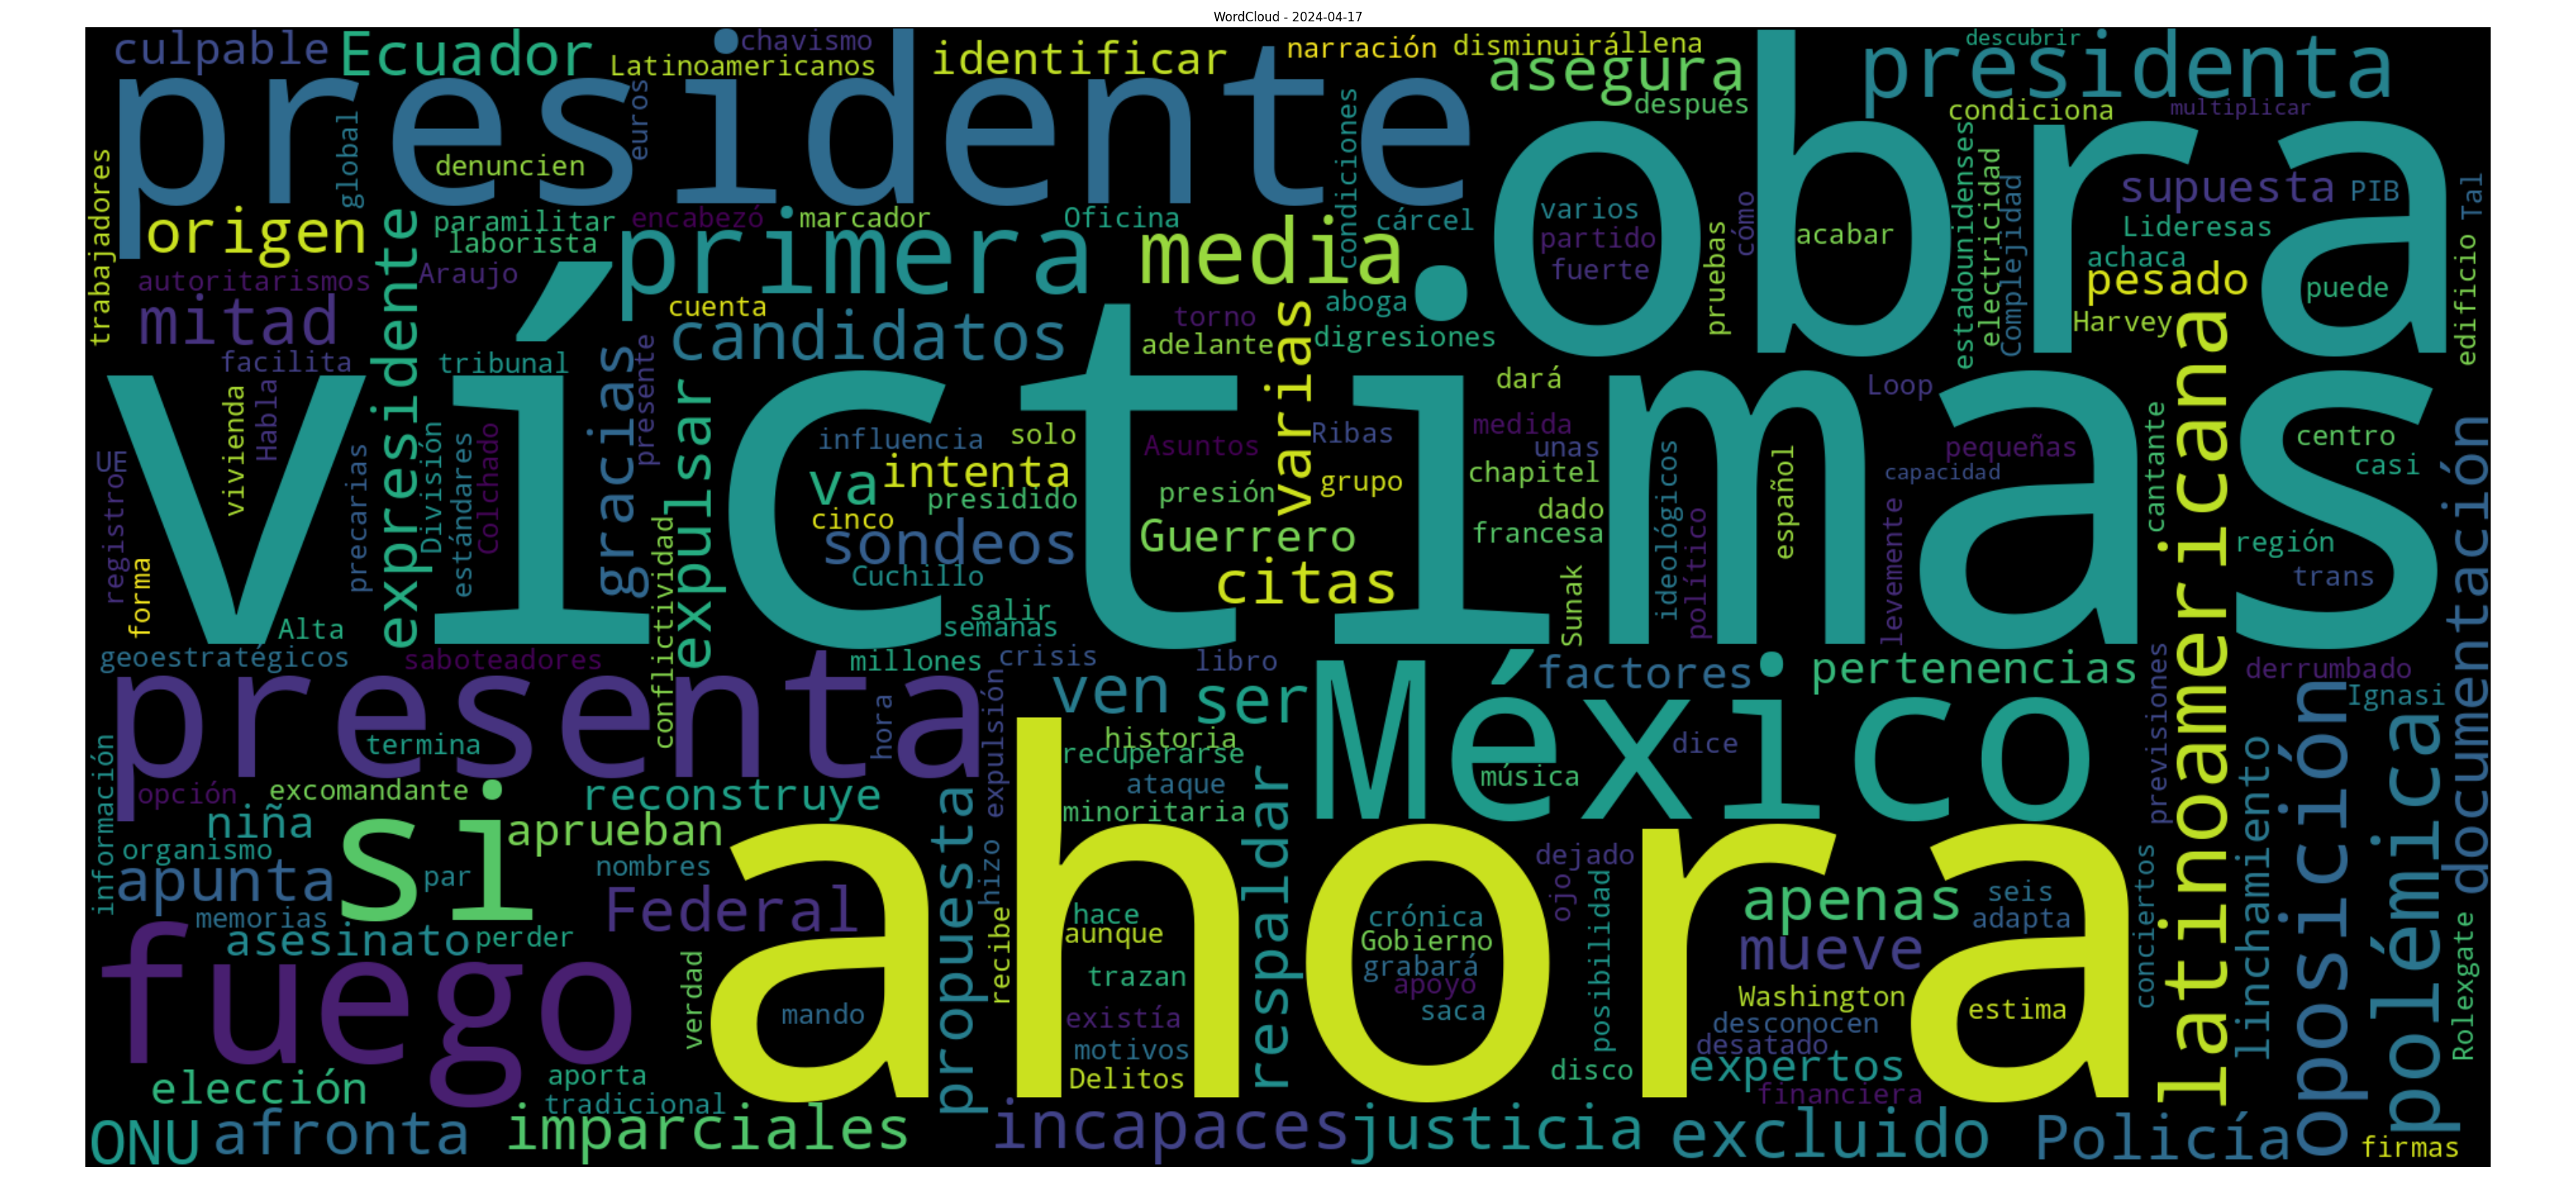 WordCloud - 2024-04-17
culpable
Ecuador
chavismo
Latinoamericanos
identificar
narración
disminuirá
llena
asegura
después
descubrir
presidenta
condiciona
multiplicar
presidente
obra
global
denuncien
euros
condiciones
trabajadores
origen
paramilitar
laborista
encabezó
marcador
Oficina
cárcel
primera
media
varios
partido
fuerte
pruebas
cómo
acabar
estadounidenses
electricidad
Complejidad
supuesta
PIB
Lideresas
achaca
pesado
puede
Harvey
edificio
Tal
autoritarismos
mitad
Araujo
expresidente
cuenta
candidatos
torno
adelante
aboga
digresiones
varias
facilita
tribunal
gracias
presente
expulsar
víctimas
vivienda
Habla
UE
registro
precarias
forma
División
estándares
Colchado
influencia
solo
va
intenta
presidido
cinco
sondeos
Cuchillo
salir
semanas
Asuntos
presión
Guerrero
citas
Ribas
grupo
dará
medida
unas
chapitel
dado
francesa
Sunak
ideológicos
político
español
Loop
pequeñas
capacidad
levemente
cantante
latinoamericana
centro
casi
región
trans
documentación
Alta
geoestratégicos
saboteadores
conflictividad
millones
crisis
libro
presenta
ven
ser
México
factores
pertenencias
derrumbado
Ignasi
previsiones
termina
hora
expulsión
hizo
historia
recuperarse
ataque
minoritaria
música
dice
información
opción
excomandante
reconstruye
niña
si
aprueban
organismo
apunta
par
nombres
memorias
asesinato
perder
Federal
propuesta
respaldar
ahora
dejado
ojo
posibilidad
apenas
seis
adapta
mueve
conciertos
linchamiento
oposición
polémica
Rolexgate
fuego
verdad
mando
recibe
hace
aunque
trazan
existía
motivos
Delitos
crónica
Gobierno
grabará
apoyo
saca
Washington
estima
desconocen
desatado
expertos
financiera
disco
elección
aporta
tradicional
ONU
afronta
imparciales
incapaces
justicia
excluido
Policía
firmas